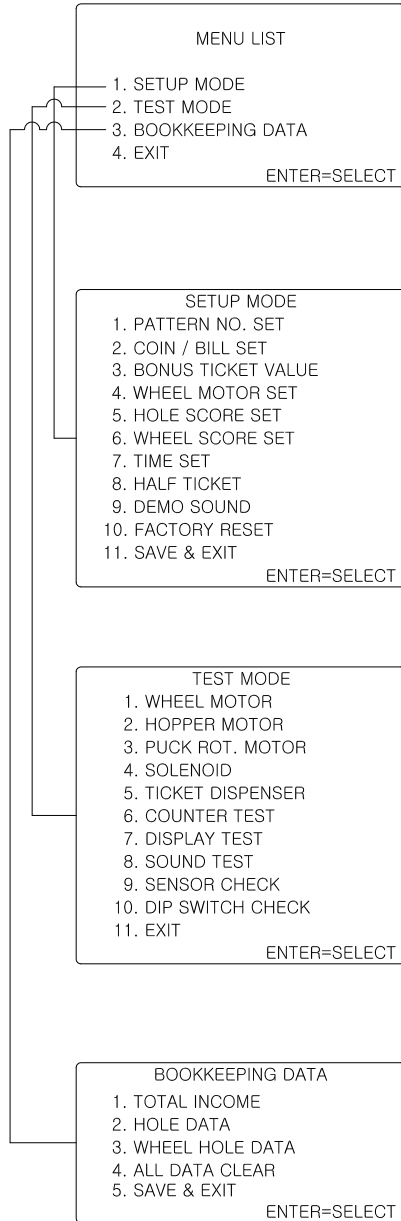 MENU LIST
1. SETUP MODE
2. TEST MODE
3. BOOKKEEPING DATA
4. EXIT
ENTER=SELECT
SETUP MODE
1. PATTERN NO. SET
2. COIN / BILL SET
3. BONUS TICKET VALUE
4. WHEEL MOTOR SET
5. HOLE SCORE SET
6. WHEEL SCORE SET
7. TIME SET
8. HALF TICKET
9. DEMO SOUND
10. FACTORY RESET
11. SAVE & EXIT
ENTER=SELECT
TEST MODE
1. WHEEL MOTOR
2. HOPPER MOTOR
3. PUCK ROT. MOTOR
4. SOLENOID
5. TICKET DISPENSER
6. COUNTER TEST
7. DISPLAY TEST
8. SOUND TEST
9. SENSOR CHECK
10. DIP SWITCH CHECK
11. EXIT
ENTER=SELECT
BOOKKEEPING DATA
1. TOTAL INCOME
2. HOLE DATA
3. WHEEL HOLE DATA
4. ALL DATA CLEAR
5. SAVE & EXIT
ENTER=SELECT